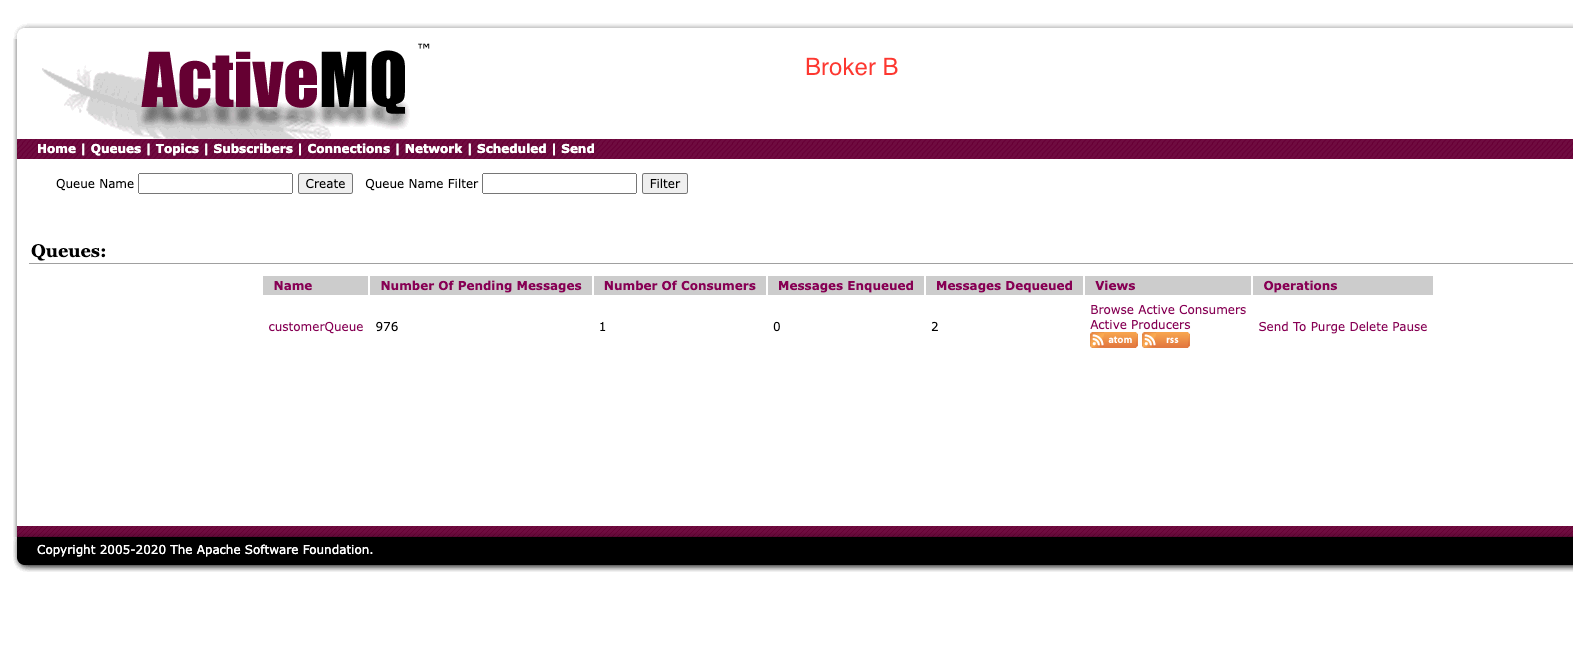 ActiveMQ ™
Broker B
Home | Queues | Topics | Subscribers | Connections | Network | Scheduled | Send
Queue Name Create Queue Name Filter Filter
Queues:
Name Number Of Pending Messages Number Of Consumers Messages Enqueued Messages Dequeued Views Operations
customerQueue 976 1 0 2 Browse Active Consumers
Active Producers
atom rss
Send To Purge Delete Pause
Copyright 2005-2020 The Apache Software Foundation.